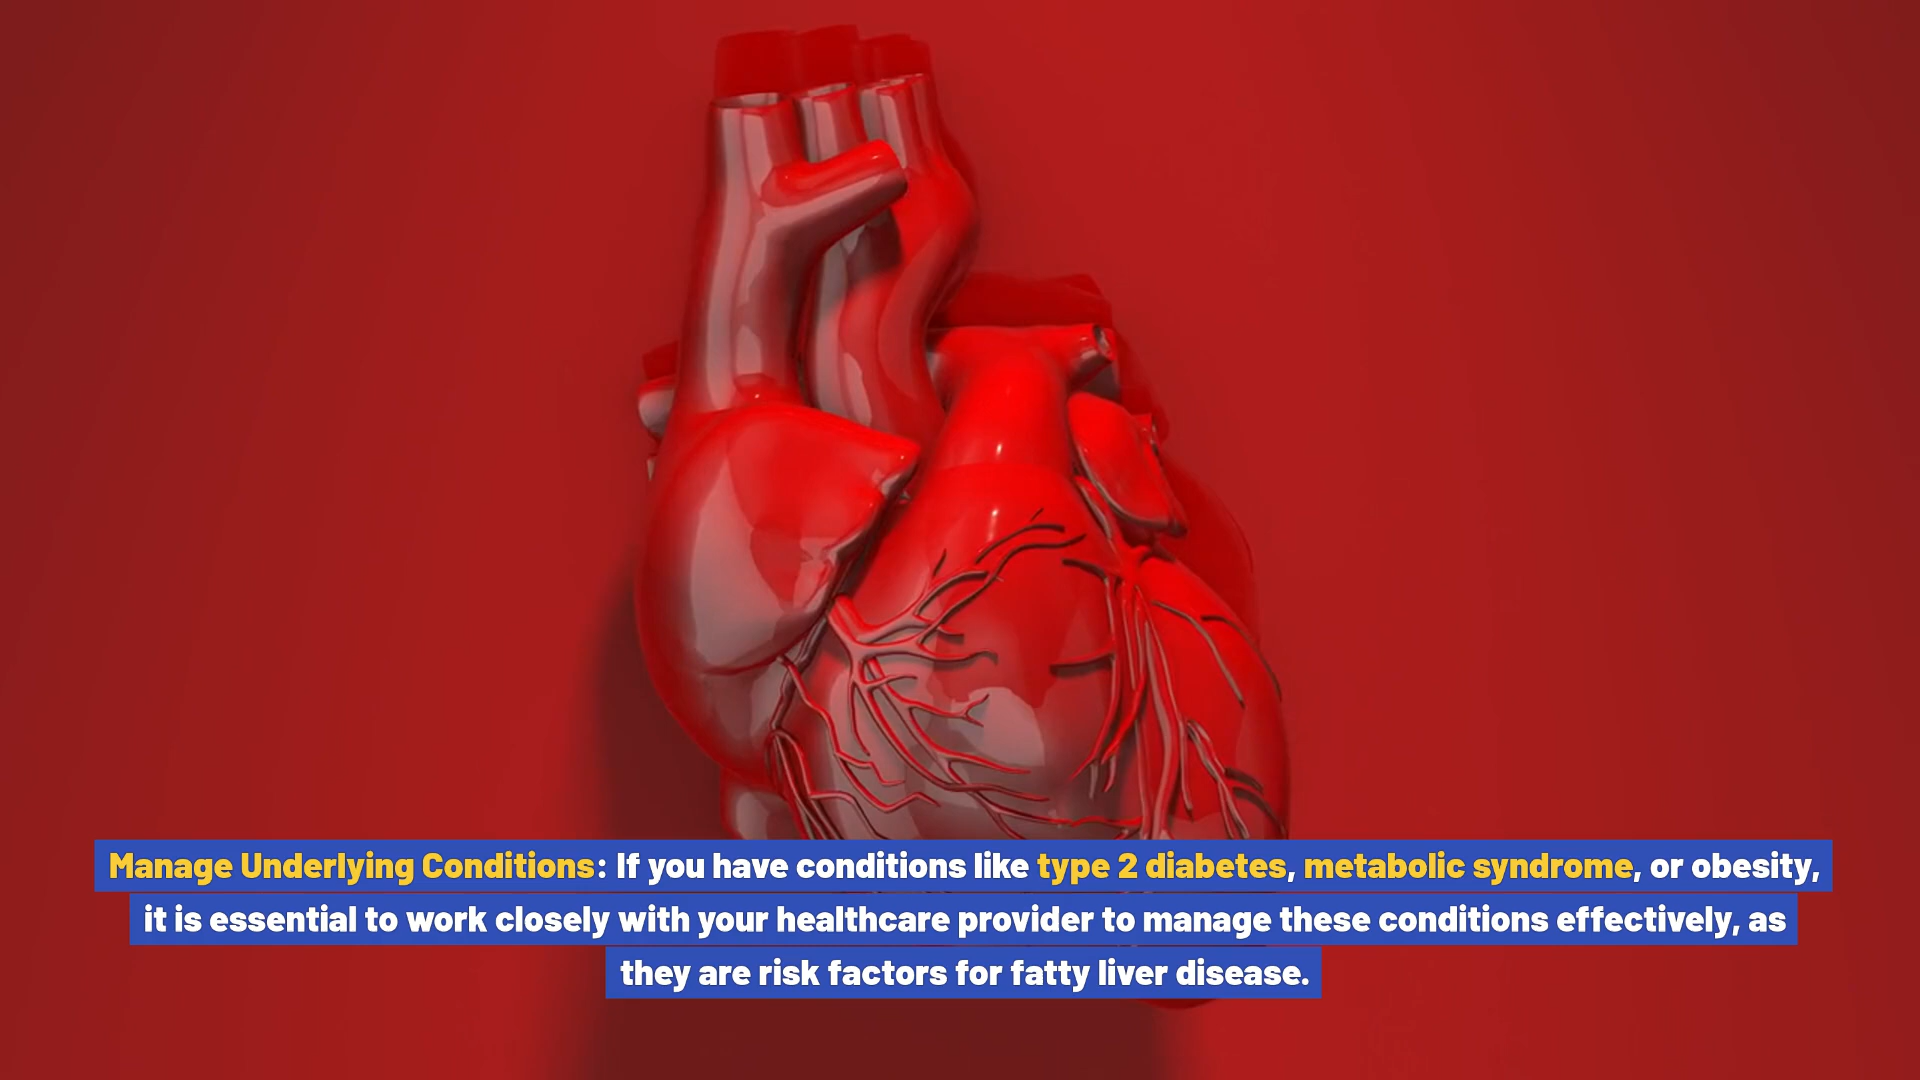 Manage Underlying Conditions: If you have conditions like type 2 diabetes, metabolic syndrome, or obesity,
it is essential to work closely with your healthcare provider to manage these conditions effectively, as
they are risk factors for fatty liver disease.